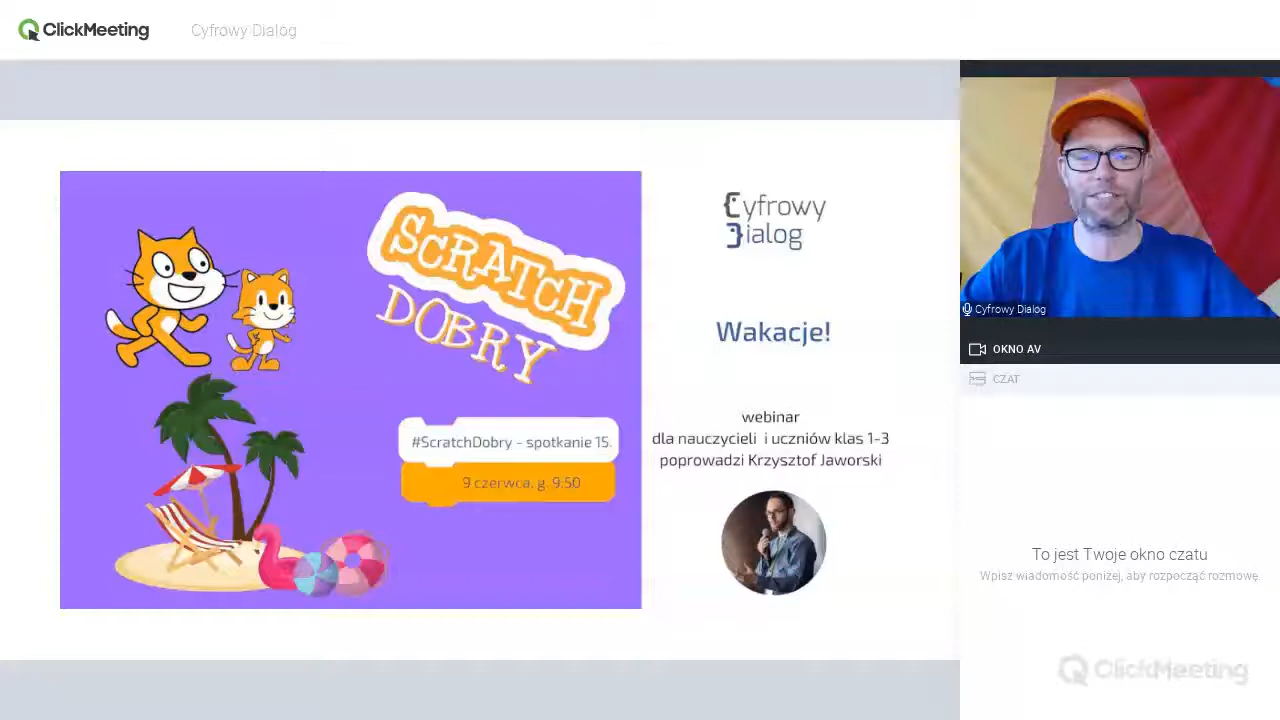 ClickMeeting
Cyfrowy Dialog
SCRATCH
DOBRY
#ScratchDobry - spotkanie 15.
9 czerwca, g. 9.50
Cyfrowy
Dialog
Wakacje!
webinar
dla nauczycieli i uczniów klas 1-3
poprowadzi Krzysztof Jaworski
Cyfrowy Dialog
OKNO AV
CZAT
To jest Twoje okno czatu
Wpisz wiadomość poniżej, aby rozpocząć rozmowę.
ClickMeeting